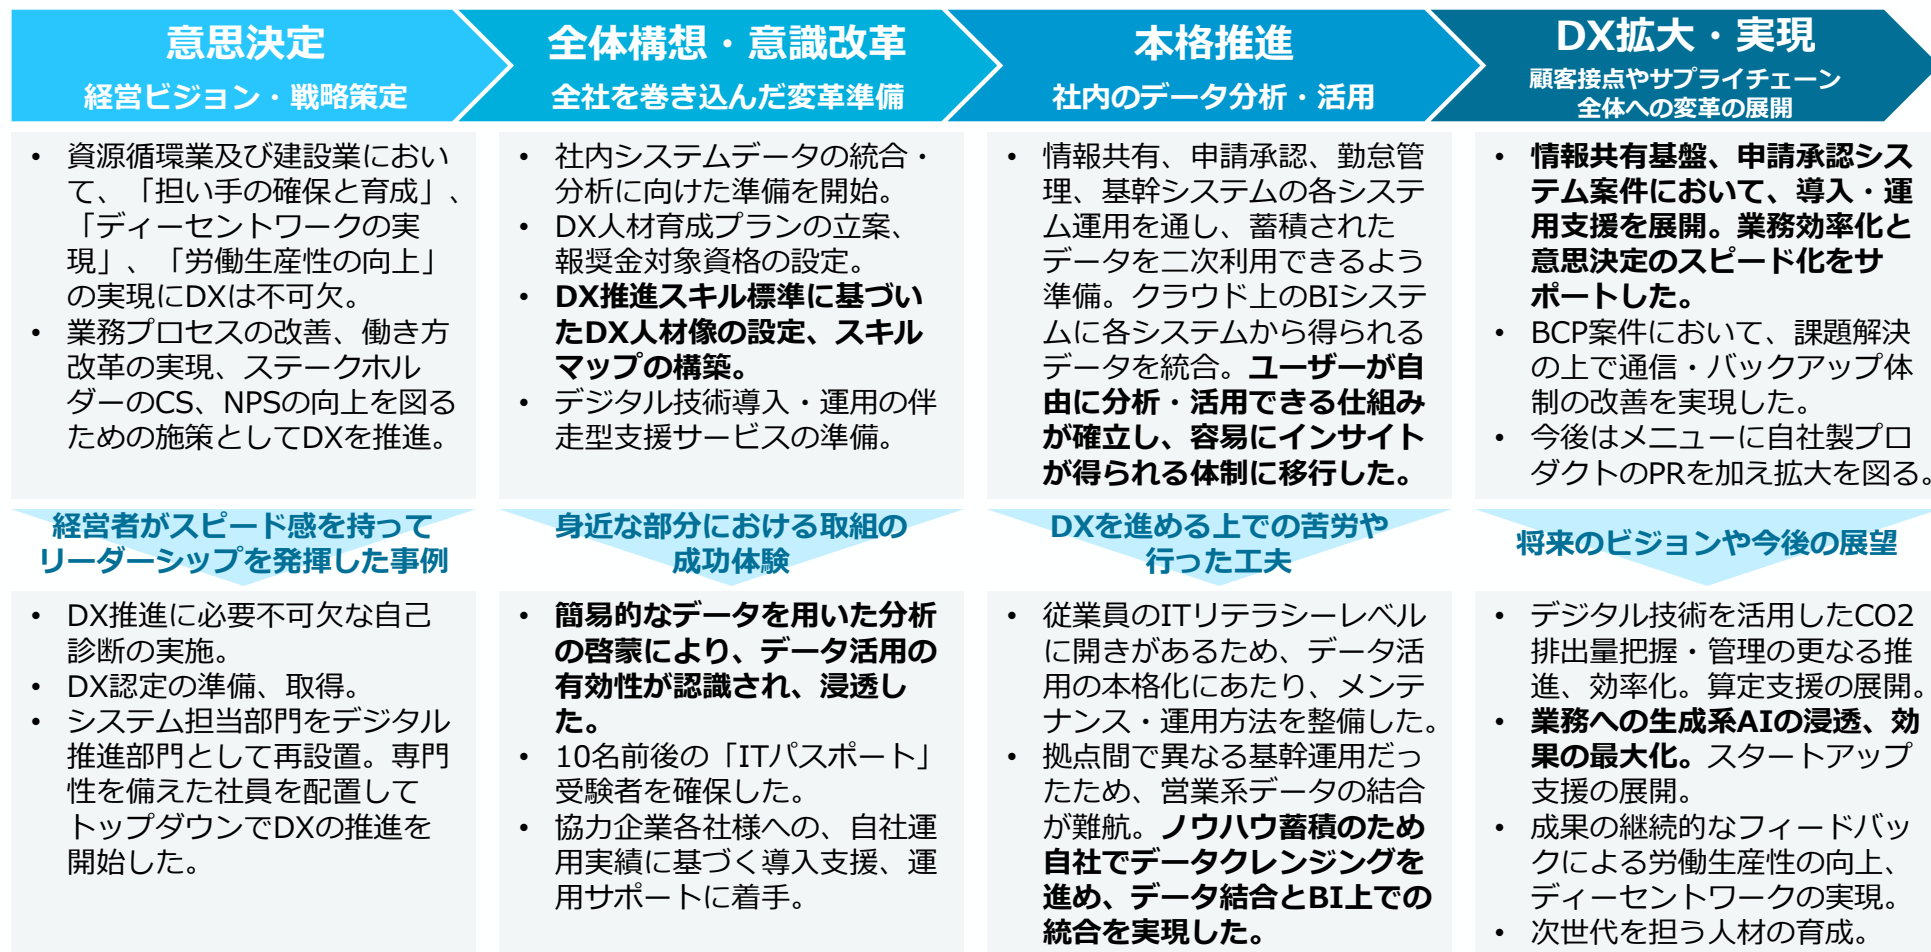 意思決定
経営ビジョン・戦略策定
全体構想・意識改革
全社を巻き込んだ変革準備
本格推進
社内のデータ分析・活用
DX拡大・実現
顧客接点やサプライチェーン
全体への変革の展開
• 資源循環業及び建設業におい
て、「担い手の確保と育成」、
「ディーセントワークの実
現」、「労働生産性の向上」
の実現にDXは不可欠。
• 業務プロセスの改善、働き方
改革の実現、ステークホル
ダーのCS、NPSの向上を図る
ための施策としてDXを推進。
• 社内システムデータの統合・
分析に向けた準備を開始。
• DX人材育成プランの立案、
報奨金対象資格の設定。
• DX推進スキル標準に基づい
たDX人材像の設定、スキル
マップの構築。
• デジタル技術導入・運用の伴
走型支援サービスの準備。
• 情報共有、申請承認、勤怠管
理、基幹システムの各システ
ム運用を通し、蓄積された
データを二次利用できるよう
準備。クラウド上のBIシステ
ムに各システムから得られる
データを統合。ユーザーが自
由に分析・活用できる仕組み
が確立し、容易にインサイト
が得られる体制に移行した。
• 情報共有基盤、申請承認シス
テム案件において、導入・運
用支援を展開。業務効率化と
意思決定のスピード化をサ
ポートした。
• BCP案件において、課題解決
の上で通信・バックアップ体
制の改善を実現した。
• 今後はメニューに自社製プロ
ダクトのPRを加え拡大を図る。
経営者がスピード感を持って
リーダーシップを発揮した事例
身近な部分における取組の
成功体験
DXを進める上での苦労や
行った工夫
将来のビジョンや今後の展望
• DX推進に必要不可欠な自己
診断の実施。
• DX認定の準備、取得。
• システム担当部門をデジタル
推進部門として再設置。専門
性を備えた社員を配置して
トップダウンでDXの推進を
開始した。
• 簡易的なデータを用いた分析
の啓蒙により、データ活用の
有効性が認識され、浸透し
た。
• 10名前後の「ITパスポート」
受験者を確保した。
• 協力企業各社様への、自社運
用実績に基づく導入支援、運
用サポートに着手。
• 従業員のITリテラシーレベル
に開きがあるため、データ活
用の本格化にあたり、メンテ
ナンス・運用方法を整備した。
• 拠点間で異なる基幹運用だっ
たため、営業系データの結合
が難航。ノウハウ蓄積のため
自社でデータクレンジングを
進め、データ結合とBI上での
統合を実現した。
• デジタル技術を活用したCO2
排出量把握・管理の更なる推
進、効率化。算定支援の展開。
• 業務への生成系AIの浸透、効
果の最大化。スタートアップ
支援の展開。
• 成果の継続的なフィードバッ
クによる労働生産性の向上、
ディーセントワークの実現。
• 次世代を担う人材の育成。